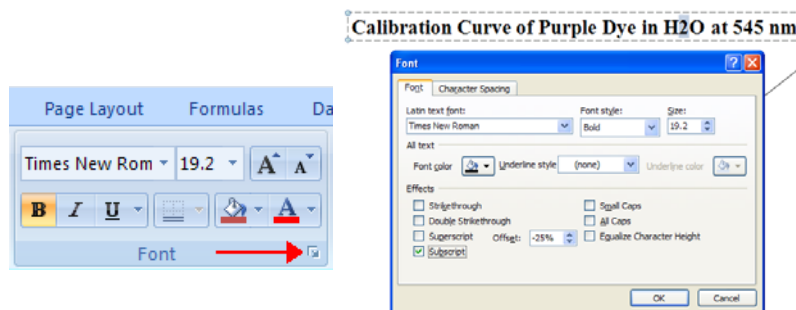 Calibration Curve of Purple Dye in H2O at 545 nm
Page Layout Formulas Da
Times New Rom 19.2 A A
B I U A
Font
Font
Font Character Spacing
Latin text font: Font style: Size:
Times New Roman Bold 19.2
All text
Font color Underline style (none) Underline color
Effects
Strikethrough Small Caps
Double Strikethrough All Caps
Superscript Offset: -25% Equalize Character Height
Subscript
OK Cancel